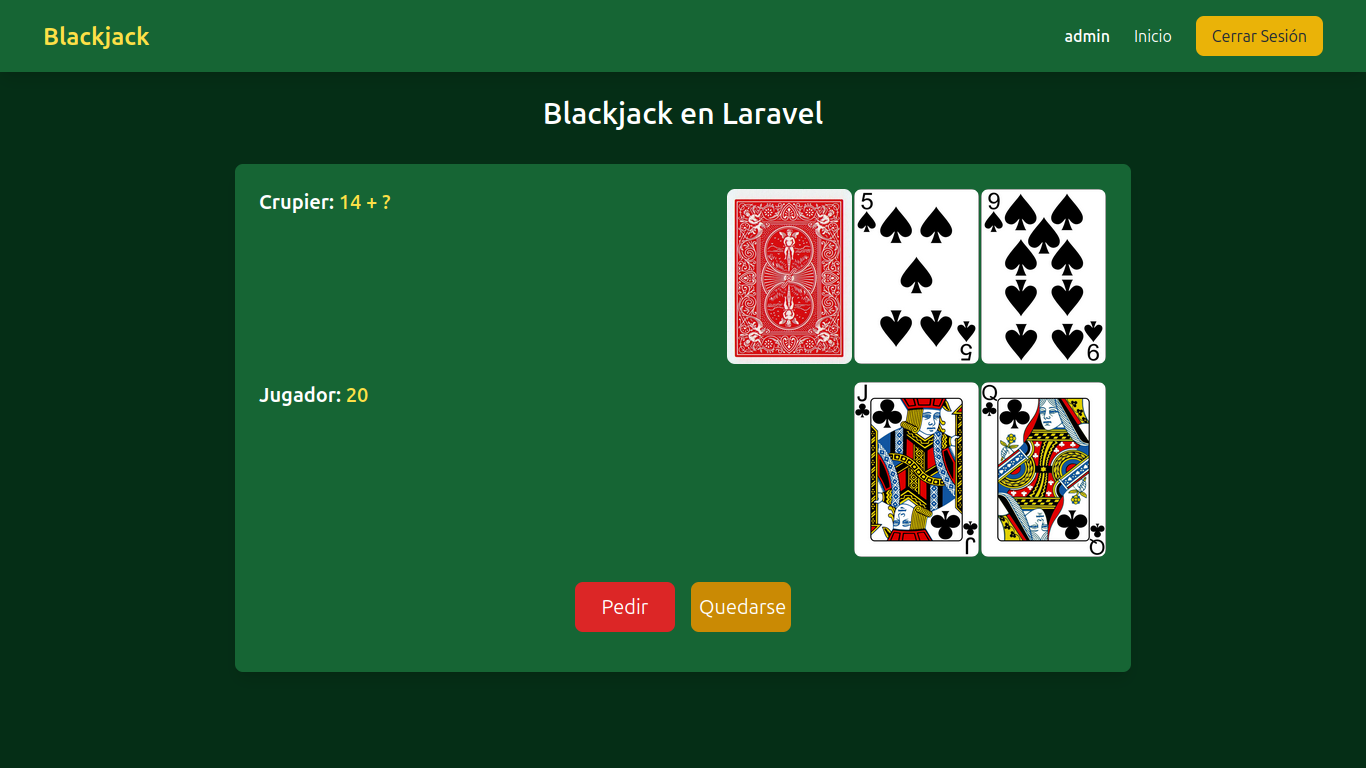 Blackjack
admin Inicio Cerrar Sesión
Blackjack en Laravel
Crupier: 14 + ?
5 9
5 9
Jugador: 20
J Q
J Q
Pedir Quedarse